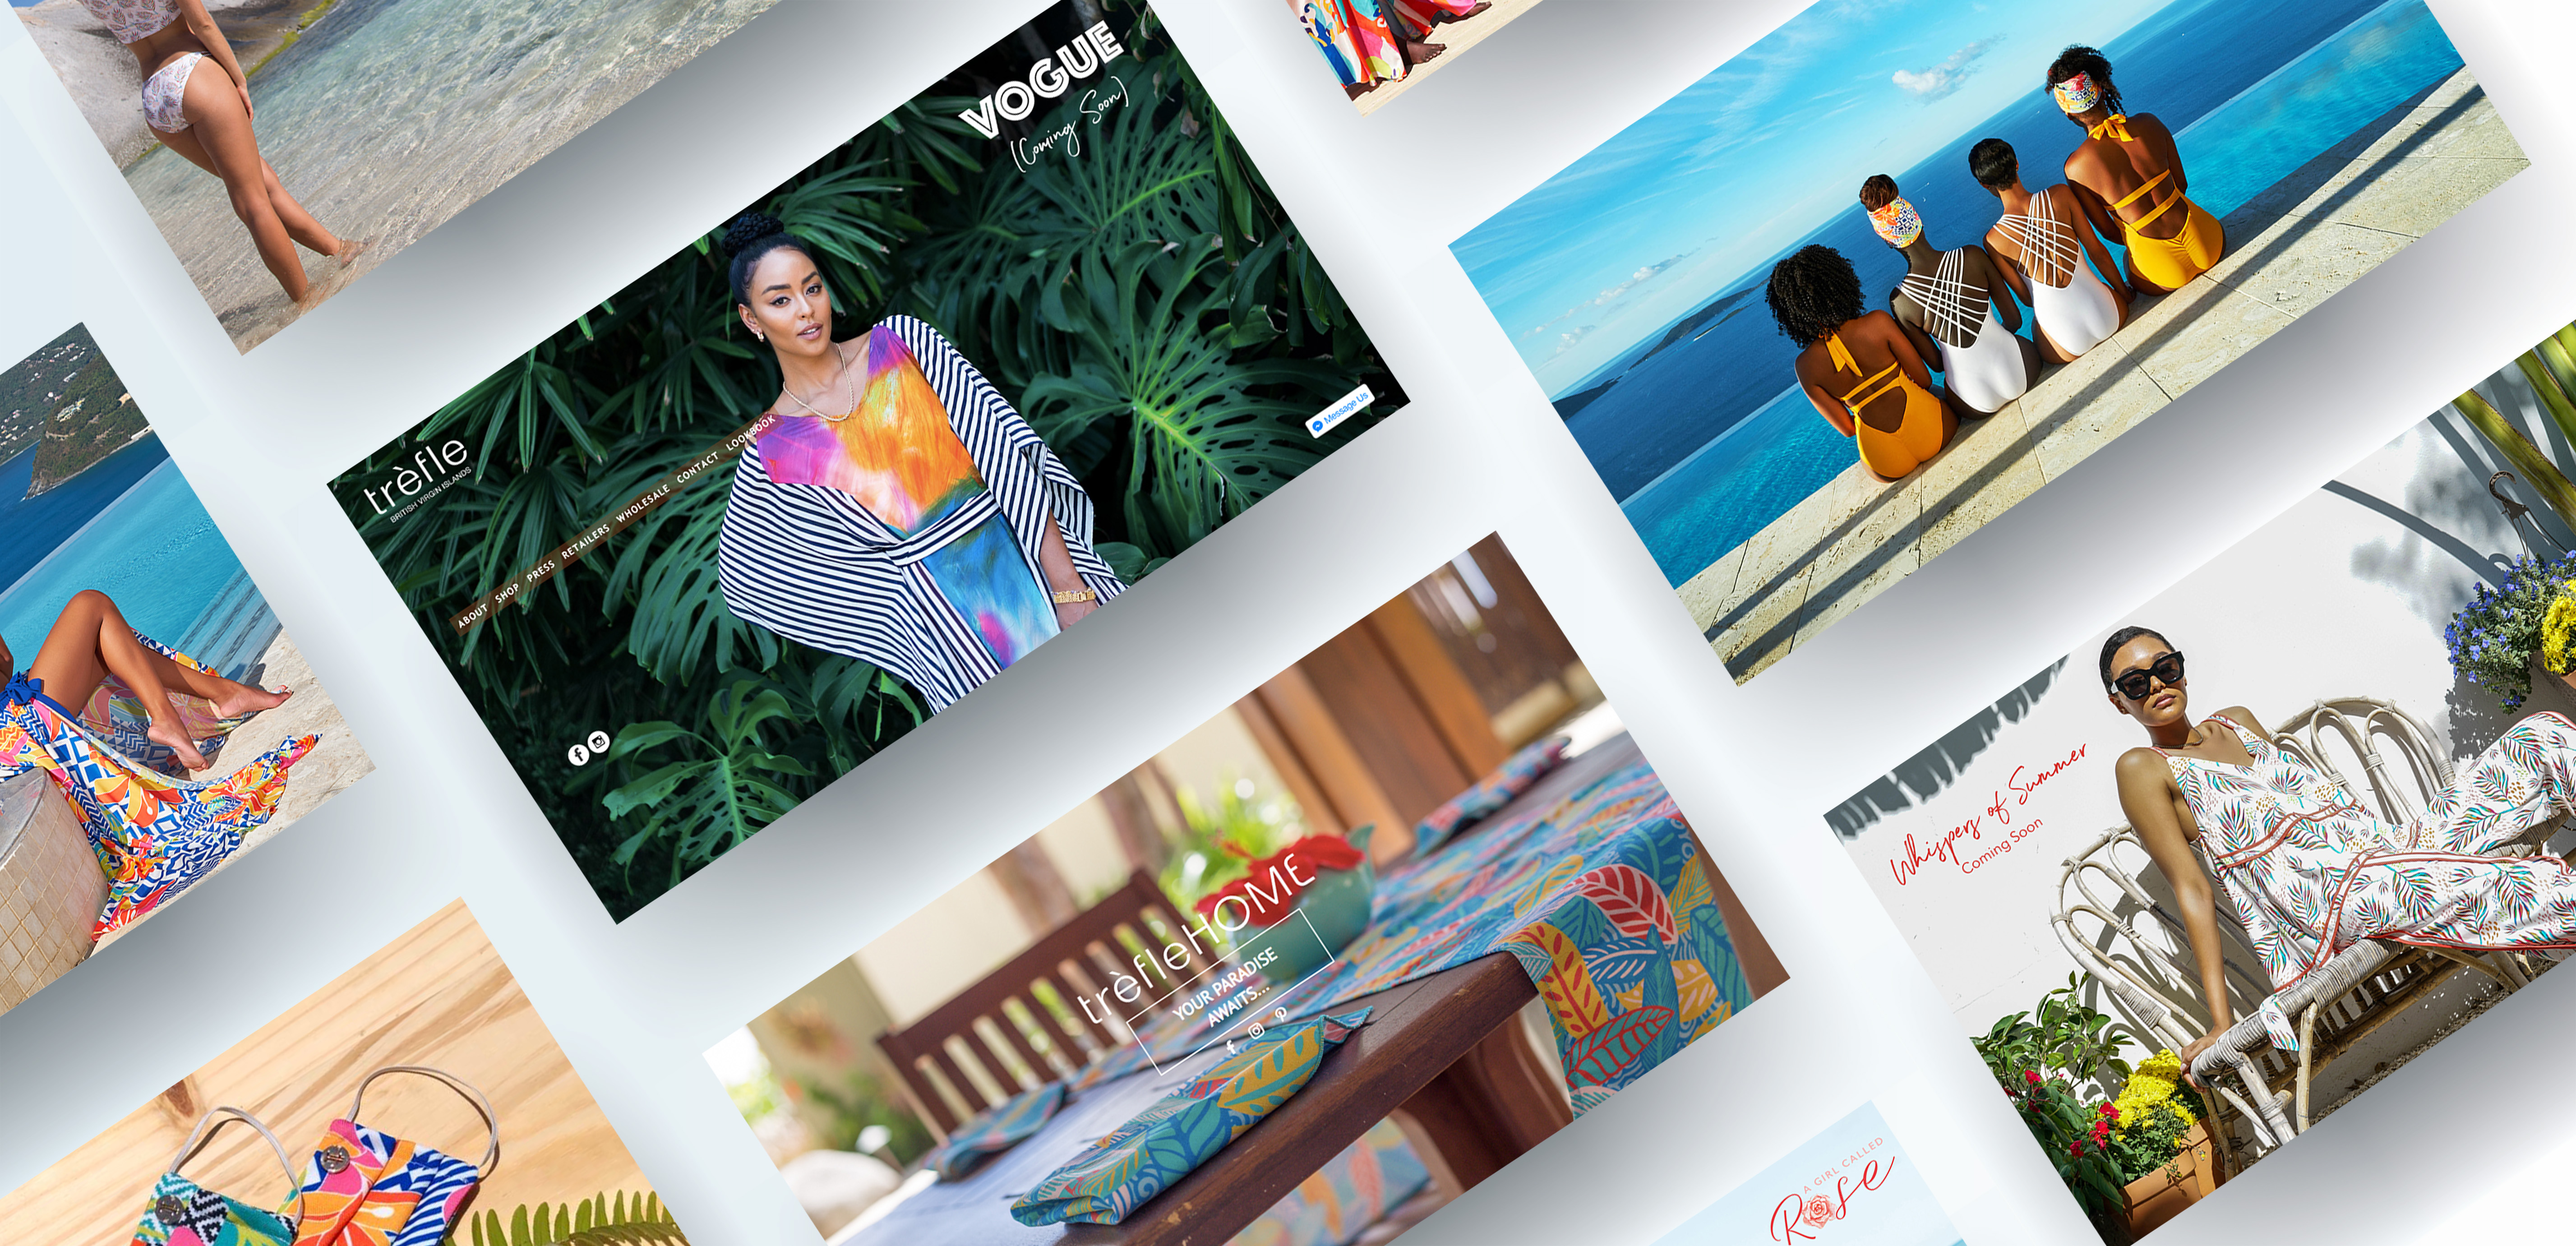 VOGUE
(Coming Soon)
trèfle
BRITISH VIRGIN ISLANDS
ABOUT SHOP PRESS RETAILERS WHOLESALE CONTACT LOOKBOOK
Message Us
trèfleHOME
YOUR PARADISE
AWAITS...
Whispers of Summer
Coming Soon
A GIRL CALLED
Rose